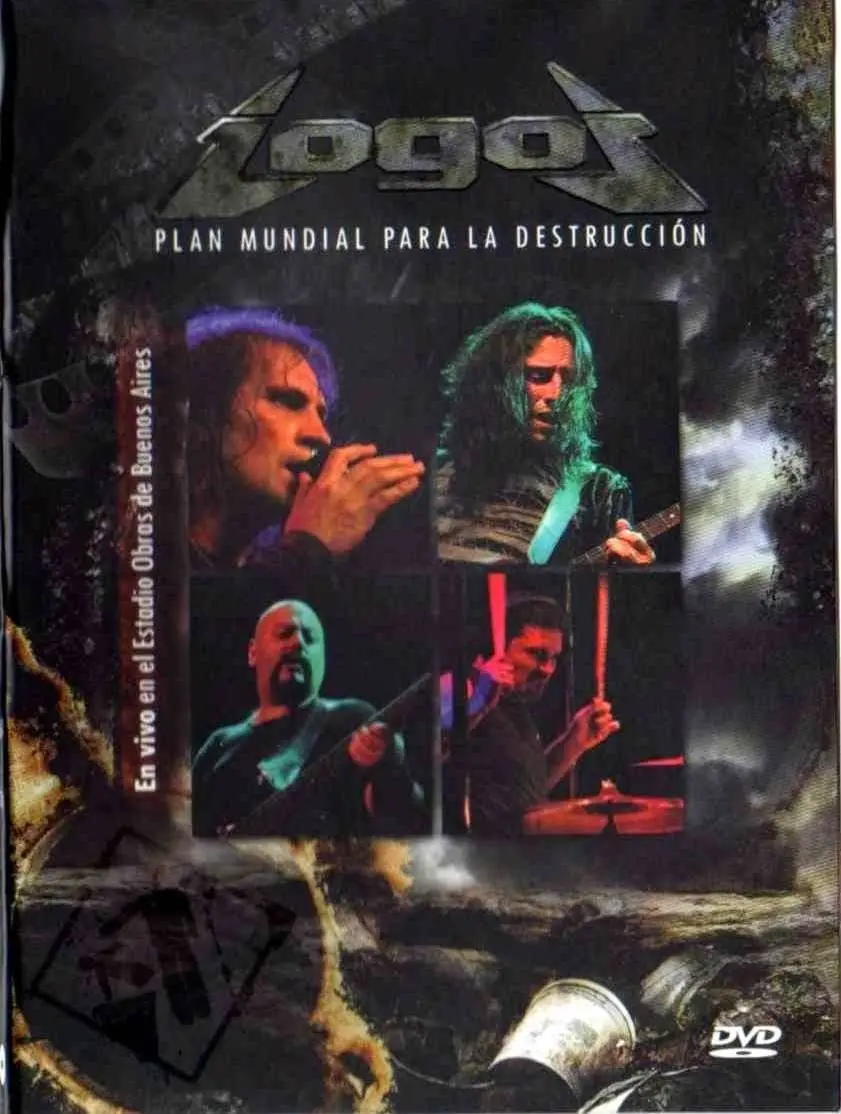 Logos
PLAN MUNDIAL PARA LA DESTRUCCIÓN
En vivo en el Estadio Obras de Buenos Aires
DVD